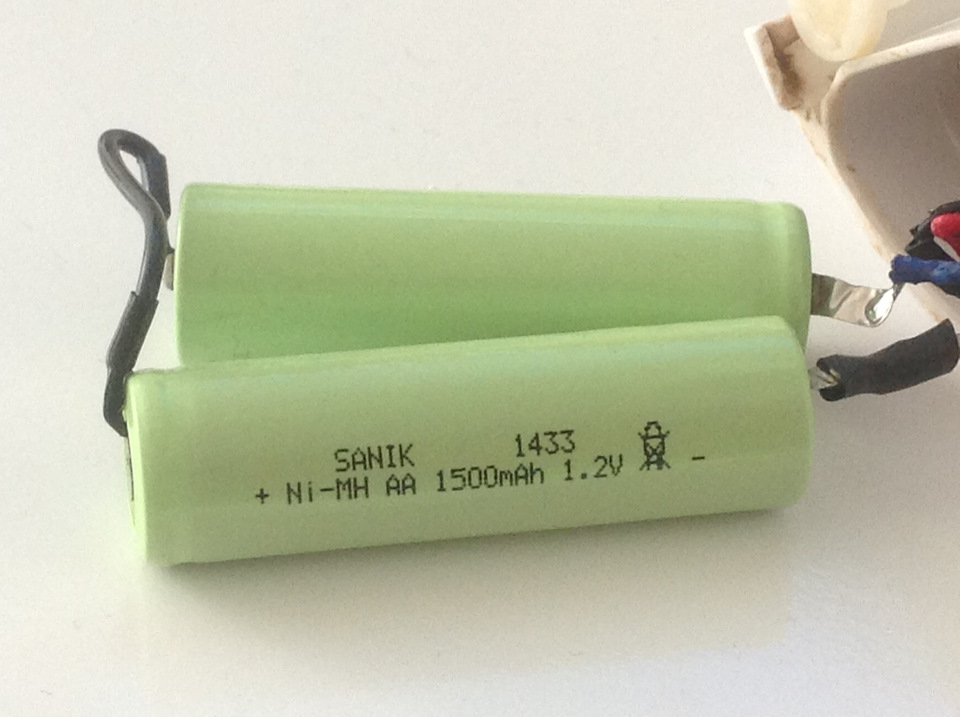 SANIK 1433
+ Ni-MH AA 1500mAh 1.2V -